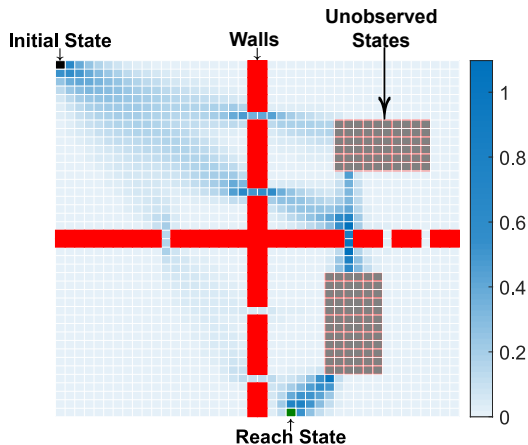 Unobserved
States
Initial State
Walls
1
0.8
0.6
0.4
0.2
0
Reach State